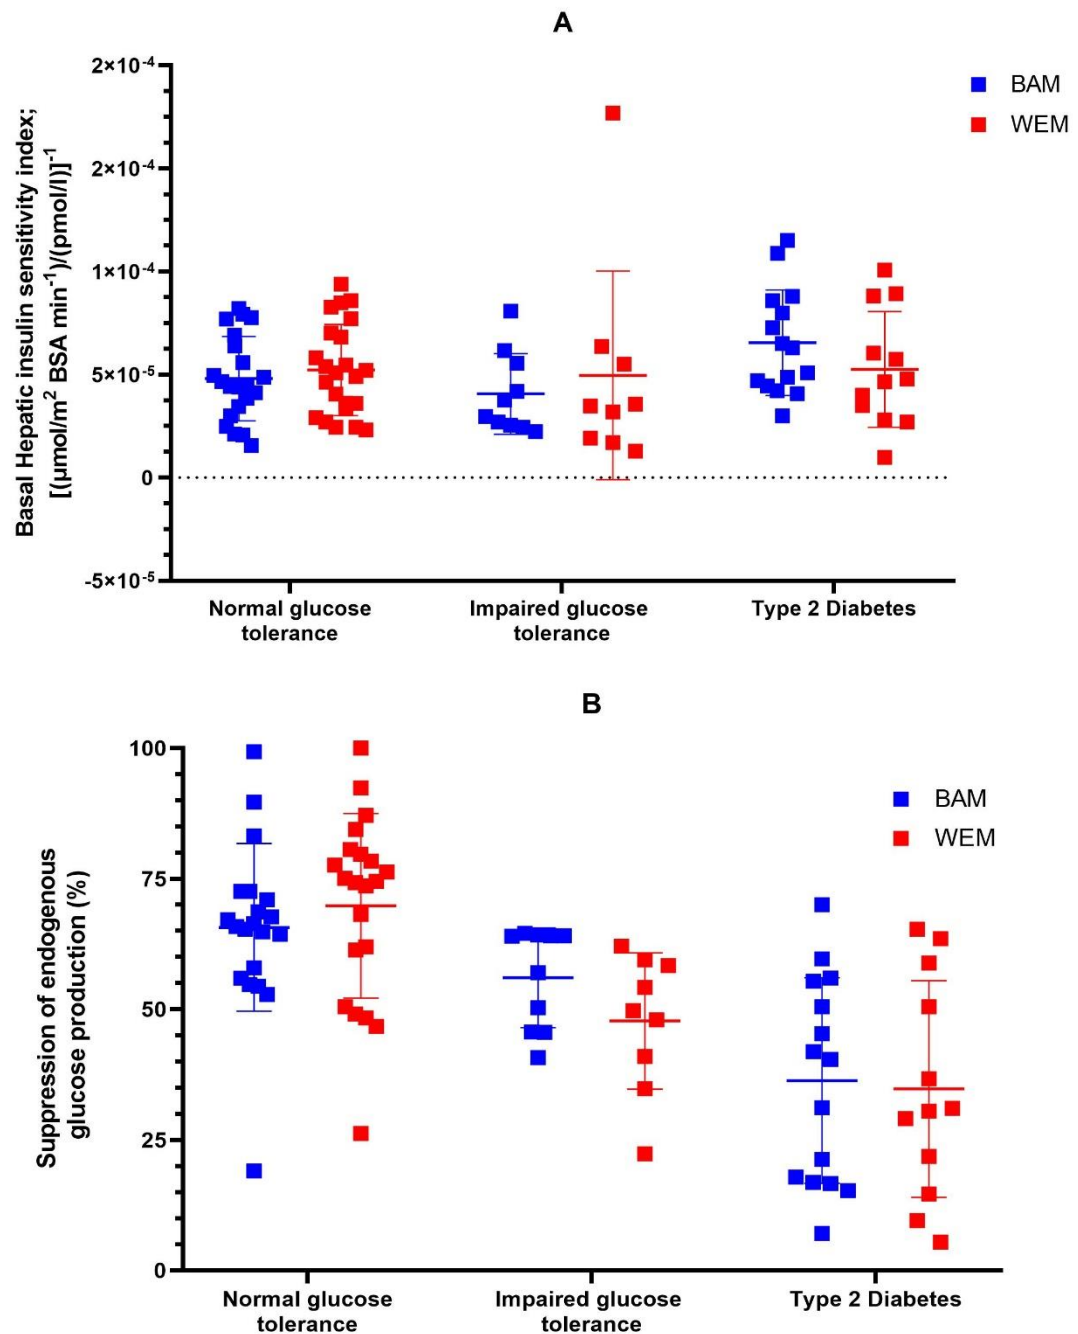 A
Basal Hepatic insulin sensitivity index;
[(µmol/m² BSA min⁻¹)/(pmol/l)]⁻¹
2×10⁻⁴
2×10⁻⁴
1×10⁻⁴
5×10⁻⁵
0
-5×10⁻⁵
BAM
WEM
Normal glucose
tolerance
Impaired glucose
tolerance
Type 2 Diabetes
B
Suppression of endogenous
glucose production (%)
100
75
50
25
0
BAM
WEM
Normal glucose
tolerance
Impaired glucose
tolerance
Type 2 Diabetes